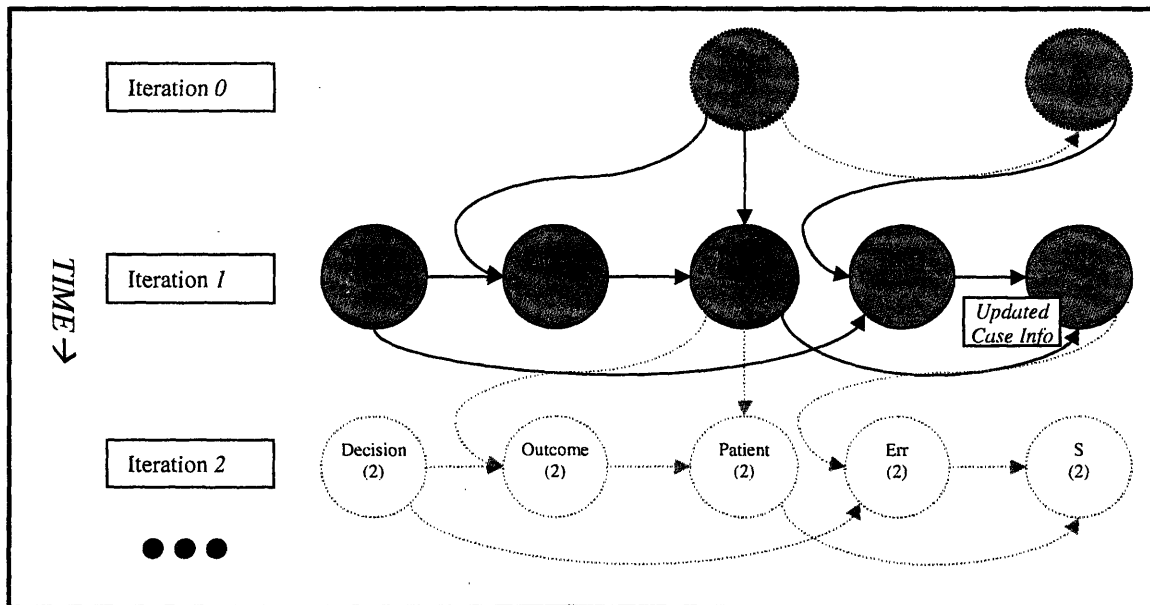 Iteration 0
TIME →
Iteration 1
Updated
Case Info
Iteration 2
Decision
(2)
Outcome
(2)
Patient
(2)
Err
(2)
S
(2)